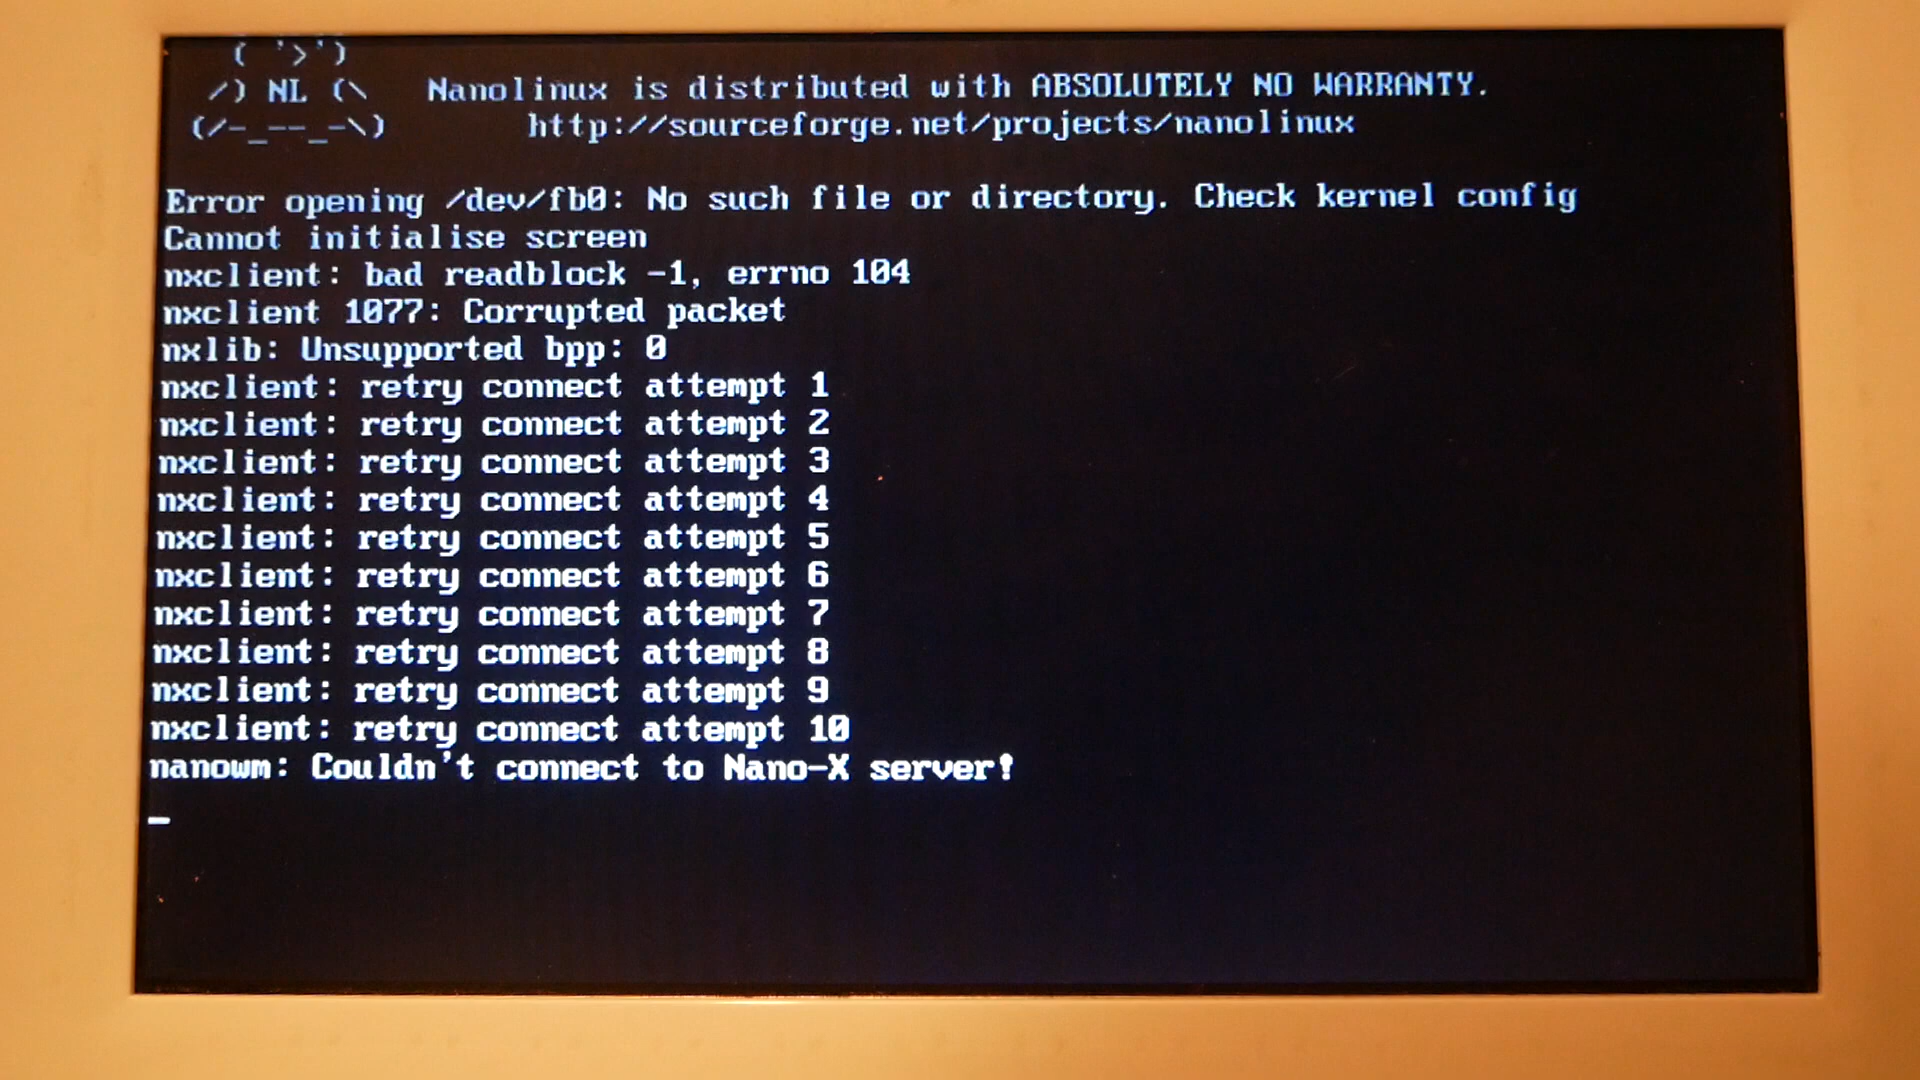 ( '>')
/) NL (\ Nanolinux is distributed with ABSOLUTELY NO WARRANTY.
(/-_--_-\) http://sourceforge.net/projects/nanolinux
Error opening /dev/fb0: No such file or directory. Check kernel config
Cannot initialise screen
nxclient: bad readblock -1, errno 104
nxclient 1077: Corrupted packet
nxlib: Unsupported bpp: 0
nxclient: retry connect attempt 1
nxclient: retry connect attempt 2
nxclient: retry connect attempt 3
nxclient: retry connect attempt 4
nxclient: retry connect attempt 5
nxclient: retry connect attempt 6
nxclient: retry connect attempt 7
nxclient: retry connect attempt 8
nxclient: retry connect attempt 9
nxclient: retry connect attempt 10
nanowm: Couldn't connect to Nano-X server!